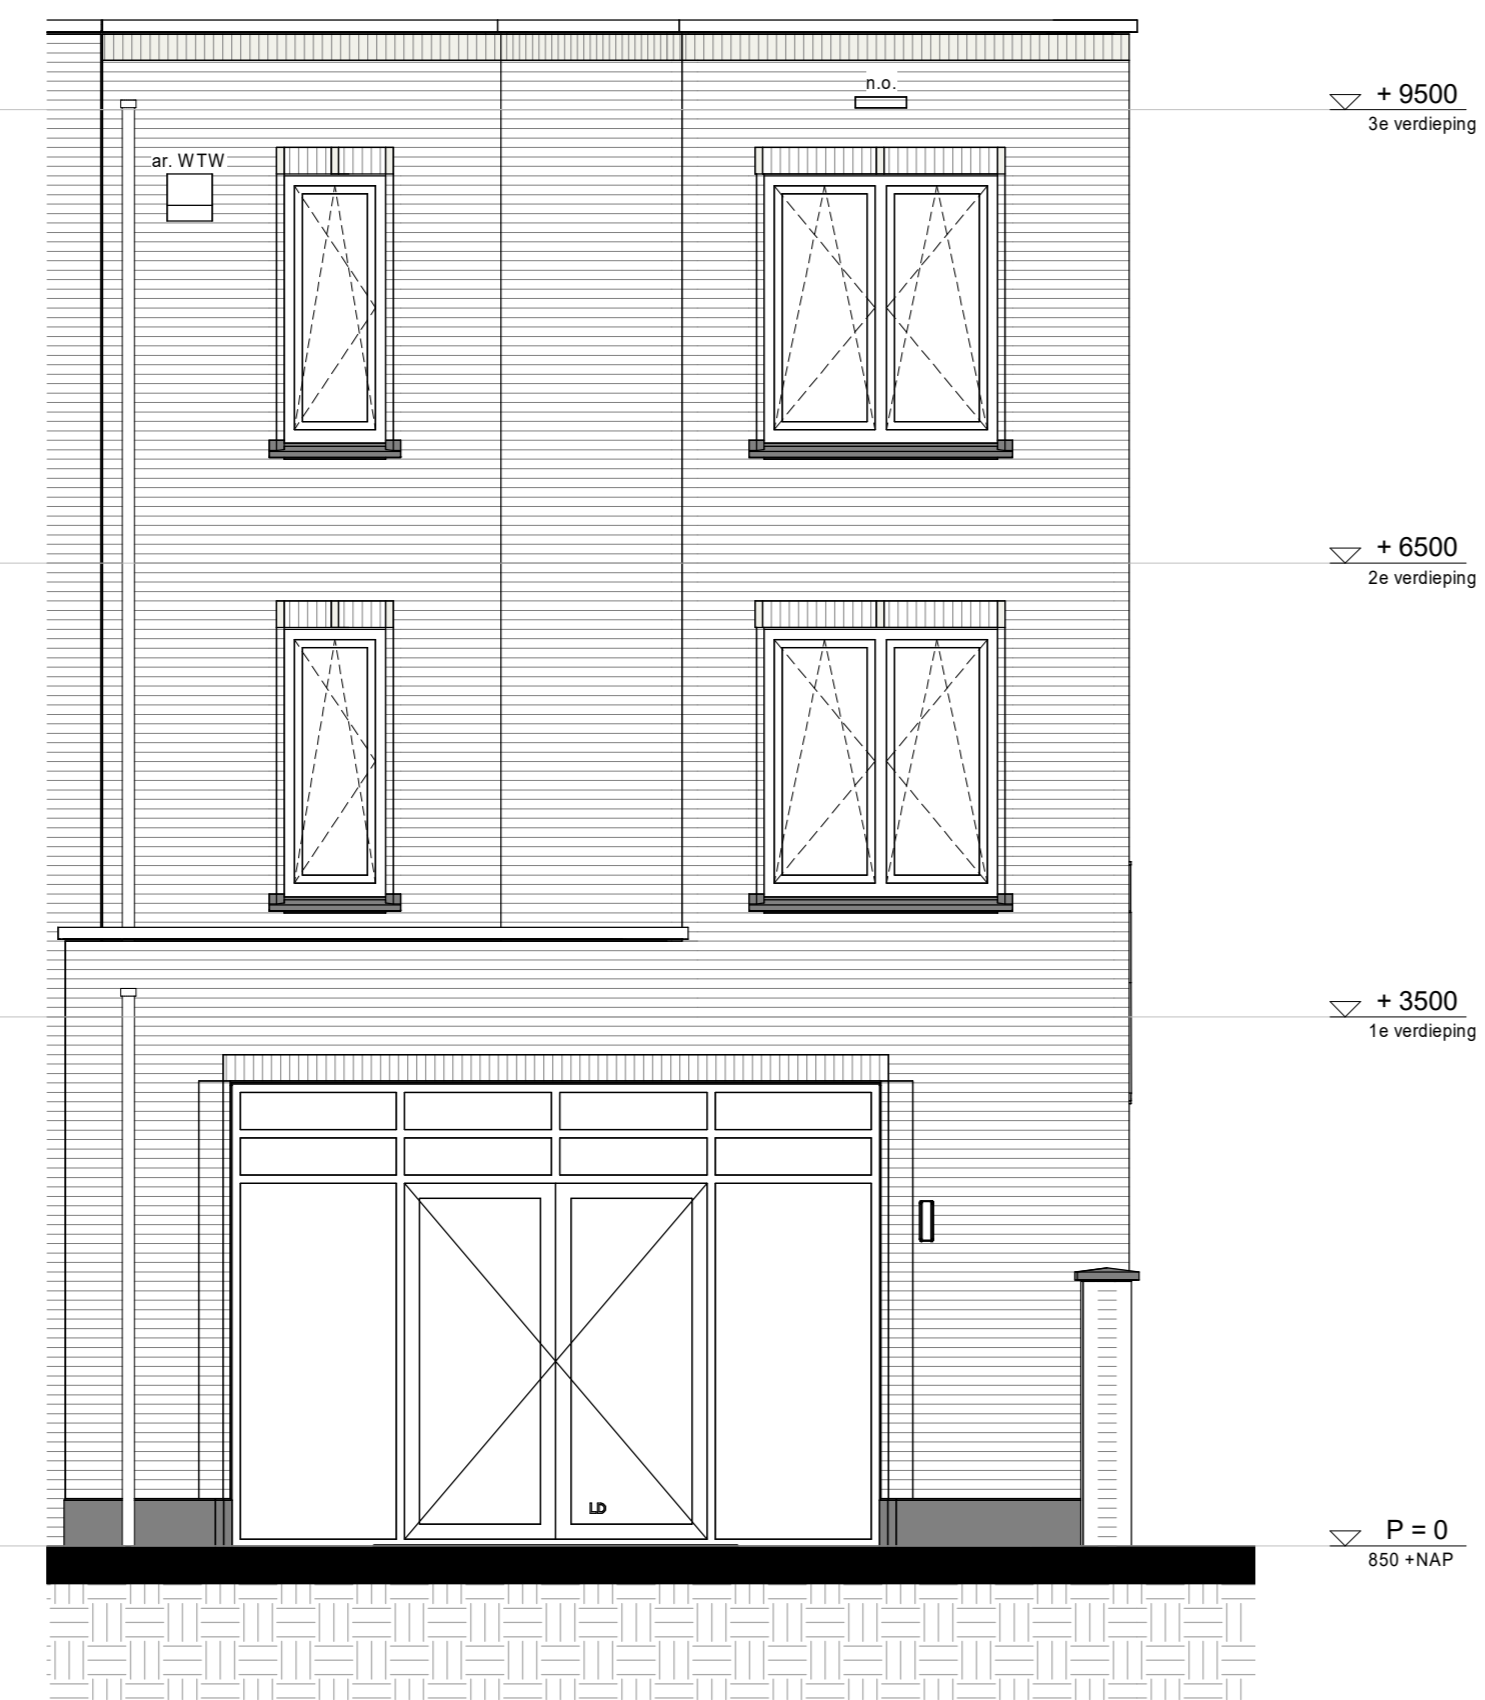 n.o.
+ 9500
3e verdieping
ar. WTW
+ 6500
2e verdieping
+ 3500
1e verdieping
LD
P = 0
850 +NAP